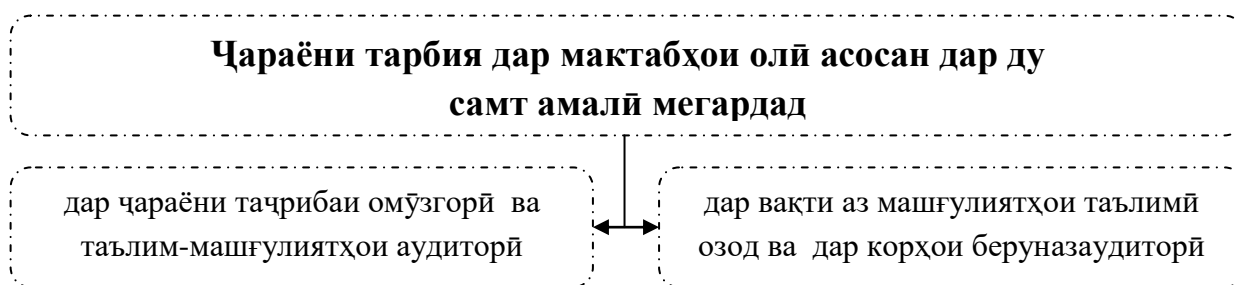 Ҷараёни тарбия дар мактабҳои олӣ асосан дар ду
самт амалӣ мегардад
дар ҷараёни таҷрибаи омӯзгорӣ ва
таълим-машғулиятҳои аудиторӣ
дар вақти аз машғулиятҳои таълимӣ
озод ва дар корҳои беруназаудиторӣ